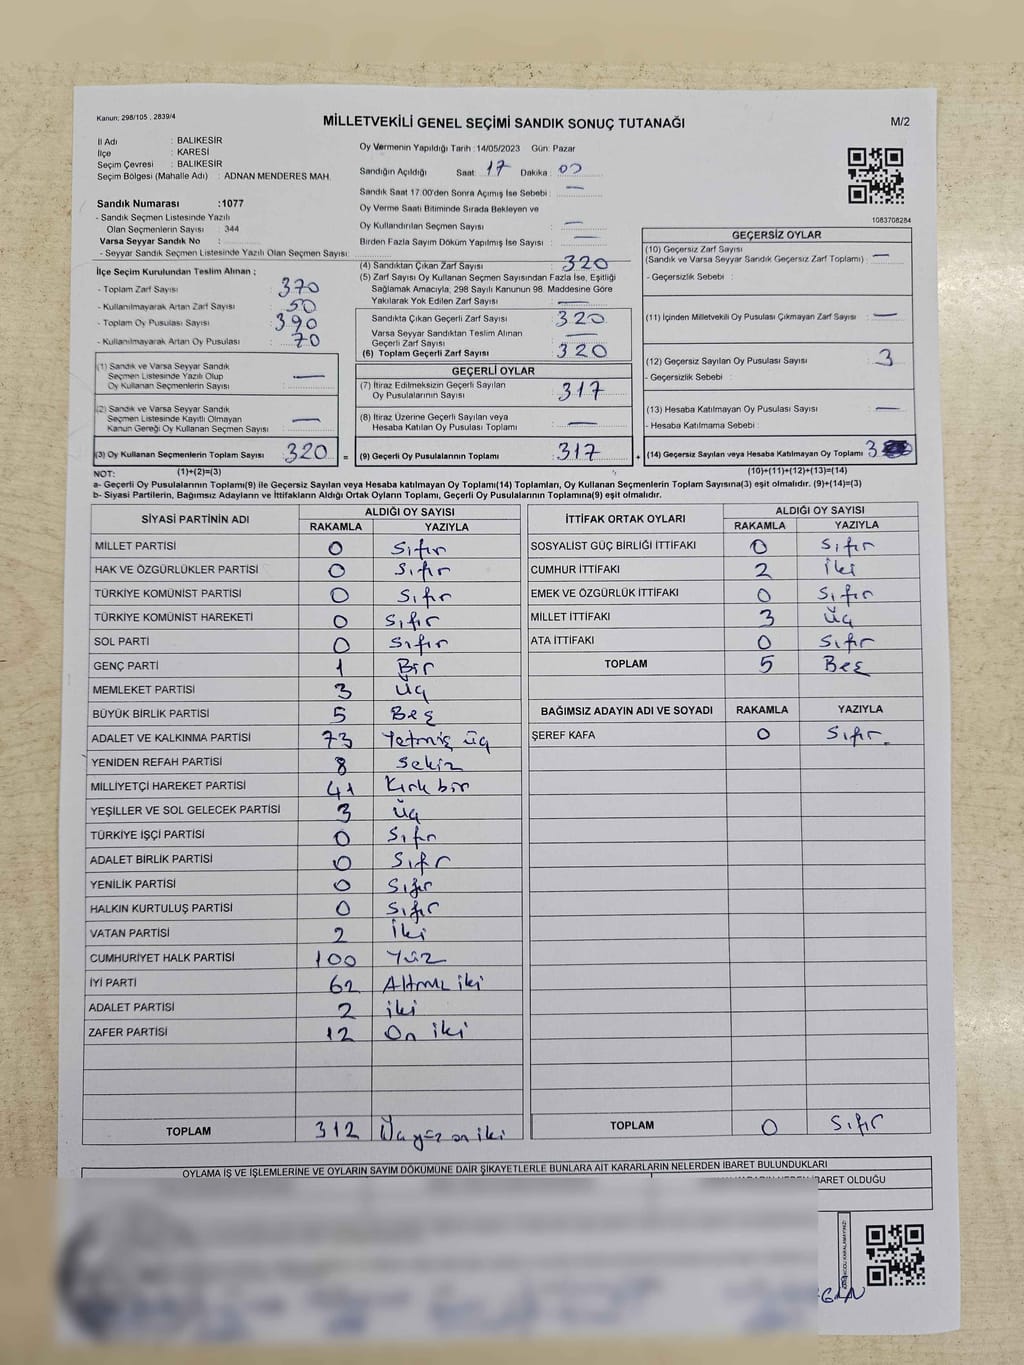 Kanun; 298/105 , 2839/4
MİLLETVEKİLİ GENEL SEÇİMİ SANDIK SONUÇ TUTANAĞI
M/2
İl Adı : BALIKESİR
İlçe : KARESİ
Seçim Çevresi : BALIKESİR
Seçim Bölgesi (Mahalle Adı) : ADNAN MENDERES MAH.
Sandık Numarası :1077
- Sandık Seçmen Listesinde Yazılı
Olan Seçmenlerin Sayısı : 344
Varsa Seyyar Sandık No :
- Seyyar Sandık Seçmen Listesinde Yazılı Olan Seçmen Sayısı:
İlçe Seçim Kurulundan Teslim Alınan ;
- Toplam Zarf Sayısı : 370
- Kullanılmayarak Artan Zarf Sayısı : 50
- Toplam Oy Pusulası Sayısı : 390
- Kullanılmayarak Artan Oy Pusulası : 70
(1) Sandık ve Varsa Seyyar Sandık
Seçmen Listesinde Yazılı Olup
Oy Kullanan Seçmenlerin Sayısı : —
(2) Sandık ve Varsa Seyyar Sandık
Seçmen Listesinde Kayıtlı Olmayan
Kanun Gereği Oy Kullanan Seçmen Sayısı : —
(3) Oy Kullanan Seçmenlerin Toplam Sayısı : 320 =
Oy Vermenin Yapıldığı Tarih :14/05/2023 Gün: Pazar
Sandığın Açıldığı Saat : 17 Dakika :
Sandık Saat 17.00'den Sonra Açımış İse Sebebi : —
Oy Verme Saati Bitiminde Sırada Bekleyen ve
Oy Kullandırılan Seçmen Sayısı : —
Birden Fazla Sayım Döküm Yapılmış İse Sayısı : —
(4) Sandıktan Çıkan Zarf Sayısı : 320
(5) Zarf Sayısı Oy Kullanan Seçmen Sayısından Fazla İse, Eşitliği
Sağlamak Amacıyla, 298 Sayılı Kanunun 98. Maddesine Göre
Yakılarak Yok Edilen Zarf Sayısı : —
Sandıkta Çıkan Geçerli Zarf Sayısı : 320
Varsa Seyyar Sandıktan Teslim Alınan
Geçerli Zarf Sayısı : —
(6) Toplam Geçerli Zarf Sayısı : 320
GEÇERLİ OYLAR
(7) İtiraz Edilmeksizin Geçerli Sayılan
Oy Pusulalarının Sayısı : 317
(8) İtiraz Üzerine Geçerli Sayılan veya
Hesaba Katılan Oy Pusulası Toplamı : —
(9) Geçerli Oy Pusulalarının Toplamı : 317 +
1083708284
GEÇERSİZ OYLAR
(10) Geçersiz Zarf Sayısı
(Sandık ve Varsa Seyyar Sandık Geçersiz Zarf Toplamı) : —
- Geçersizlik Sebebi :
(11) İçinden Milletvekili Oy Pusulası Çıkmayan Zarf Sayısı : —
(12) Geçersiz Sayılan Oy Pusulası Sayısı : 3
- Geçersizlik Sebebi :
(13) Hesaba Katılmayan Oy Pusulası Sayısı : —
- Hesaba Katılmama Sebebi :
(14) Geçersiz Sayılan veya Hesaba Katılmayan Oy Toplamı : 3
NOT: (1)+(2)=(3) (10)+(11)+(12)+(13)=(14)
a- Geçerli Oy Pusulalarının Toplamı(9) ile Geçersiz Sayılan veya Hesaba katılmayan Oy Toplamı(14) Toplamları, Oy Kullanan Seçmenlerin Toplam Sayısına(3) eşit olmalıdır. (9)+(14)=(3)
b- Siyasi Partilerin, Bağımsız Adayların ve İttifakların Aldığı Ortak Oyların Toplamı, Geçerli Oy Pusulalarının Toplamına(9) eşit olmalıdır.
SİYASİ PARTİNİN ADI ALDIĞI OY SAYISI
RAKAMLA YAZIYLA
MİLLET PARTİSİ 0 Sıfır
HAK VE ÖZGÜRLÜKLER PARTİSİ 0 Sıfır
TÜRKİYE KOMÜNİST PARTİSİ 0 Sıfır
TÜRKİYE KOMÜNİST HAREKETİ 0 Sıfır
SOL PARTİ 0 Sıfır
GENÇ PARTİ 1 Bir
MEMLEKET PARTİSİ 3 Üç
BÜYÜK BİRLİK PARTİSİ 5 Beş
ADALET VE KALKINMA PARTİSİ 73 Yetmiş üç
YENİDEN REFAH PARTİSİ 8 Sekiz
MİLLİYETÇİ HAREKET PARTİSİ 41 Kırk bir
YEŞİLLER VE SOL GELECEK PARTİSİ 3 Üç
TÜRKİYE İŞÇİ PARTİSİ 0 Sıfır
ADALET BİRLİK PARTİSİ 0 Sıfır
YENİLİK PARTİSİ 0 Sıfır
HALKIN KURTULUŞ PARTİSİ 0 Sıfır
VATAN PARTİSİ 2 İki
CUMHURİYET HALK PARTİSİ 100 Yüz
İYİ PARTİ 62 Altmış iki
ADALET PARTİSİ 2 iki
ZAFER PARTİSİ 12 On iki
TOPLAM 312 Üçyüz on iki
İTTİFAK ORTAK OYLARI ALDIĞI OY SAYISI
RAKAMLA YAZIYLA
SOSYALİST GÜÇ BİRLİĞİ İTTİFAKI 0 Sıfır
CUMHUR İTTİFAKI 2 İki
EMEK VE ÖZGÜRLÜK İTTİFAKI 0 Sıfır
MİLLET İTTİFAKI 3 Üç
ATA İTTİFAKI 0 Sıfır
TOPLAM 5 Beş
BAĞIMSIZ ADAYIN ADI VE SOYADI RAKAMLA YAZIYLA
ŞEREF KAFA 0 Sıfır
TOPLAM 0 Sıfır
OYLAMA İŞ VE İŞLEMLERİNE VE OYLARIN SAYIM DÖKÜMÜNE DAİR ŞİKAYETLERLE BUNLARA AİT KARARLARIN NELERDEN İBARET BULUNDUKLARI
İBARET OLDUĞU